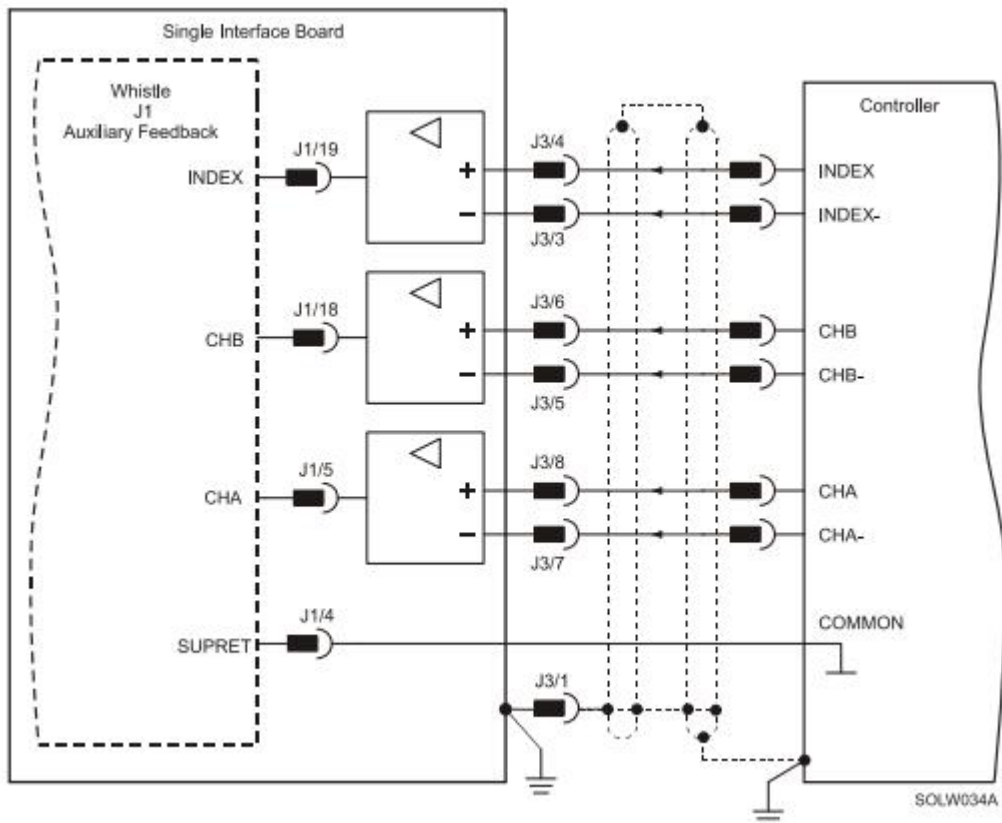 Single Interface Board
Whistle
J1
Auxiliary Feedback
Controller
J1/19
J3/4
INDEX
+
INDEX
-
INDEX-
J3/3
J1/18
J3/6
CHB
+
CHB
-
CHB-
J3/5
J1/5
J3/8
CHA
+
CHA
-
CHA-
J3/7
J1/4
COMMON
SUPRET
J3/1
SOLW034A